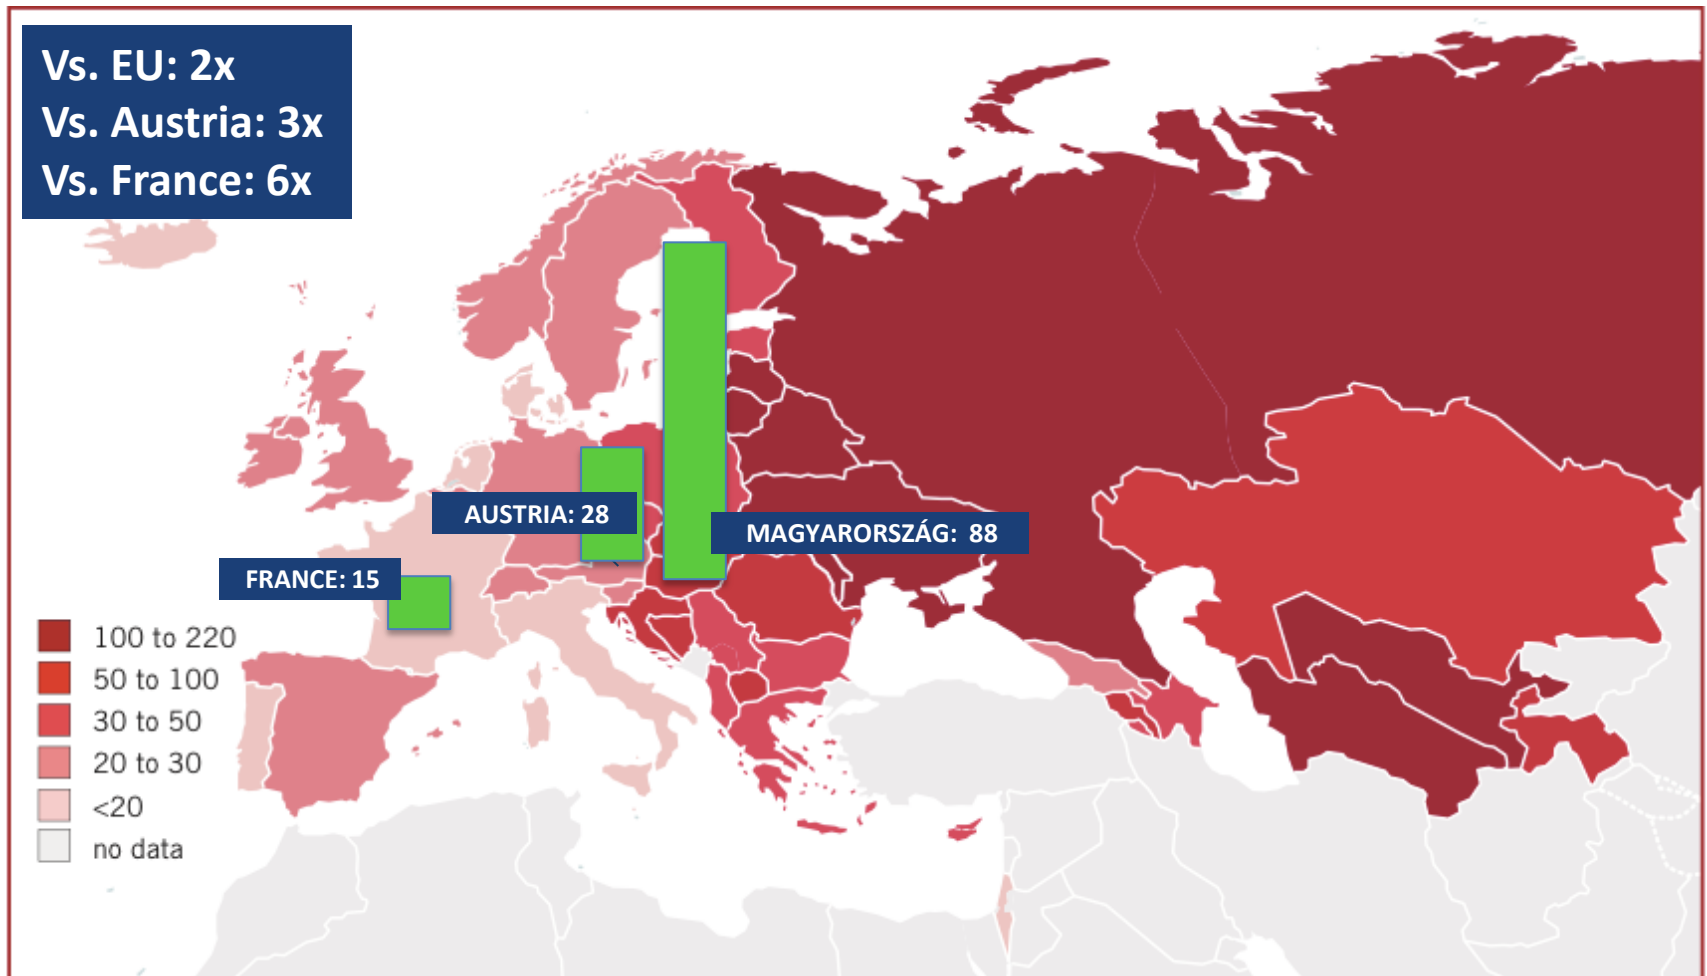 Vs. EU: 2x
Vs. Austria: 3x
Vs. France: 6x
AUSTRIA: 28
MAGYARORSZÁG: 88
FRANCE: 15
100 to 220
50 to 100
30 to 50
20 to 30
<20
no data